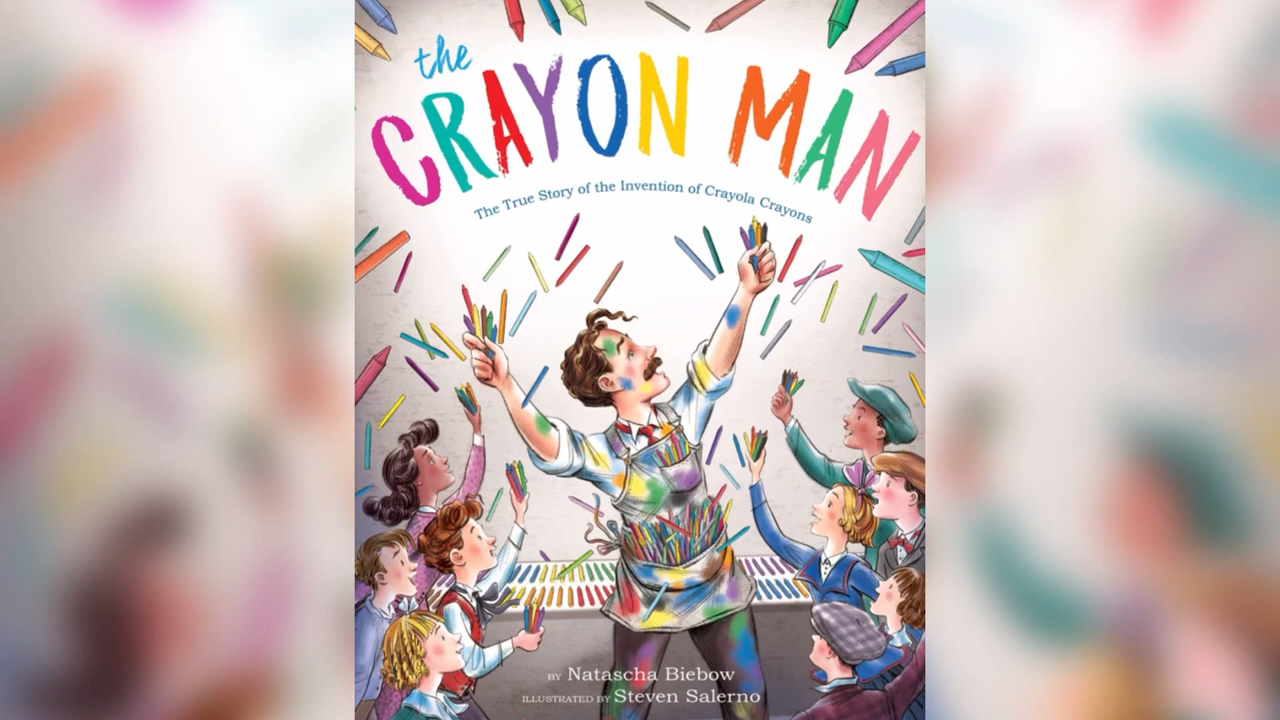 the
CRAYON MAN
The True Story of the Invention of Crayola Crayons
BY Natascha Biebow
ILLUSTRATED BY Steven Salerno